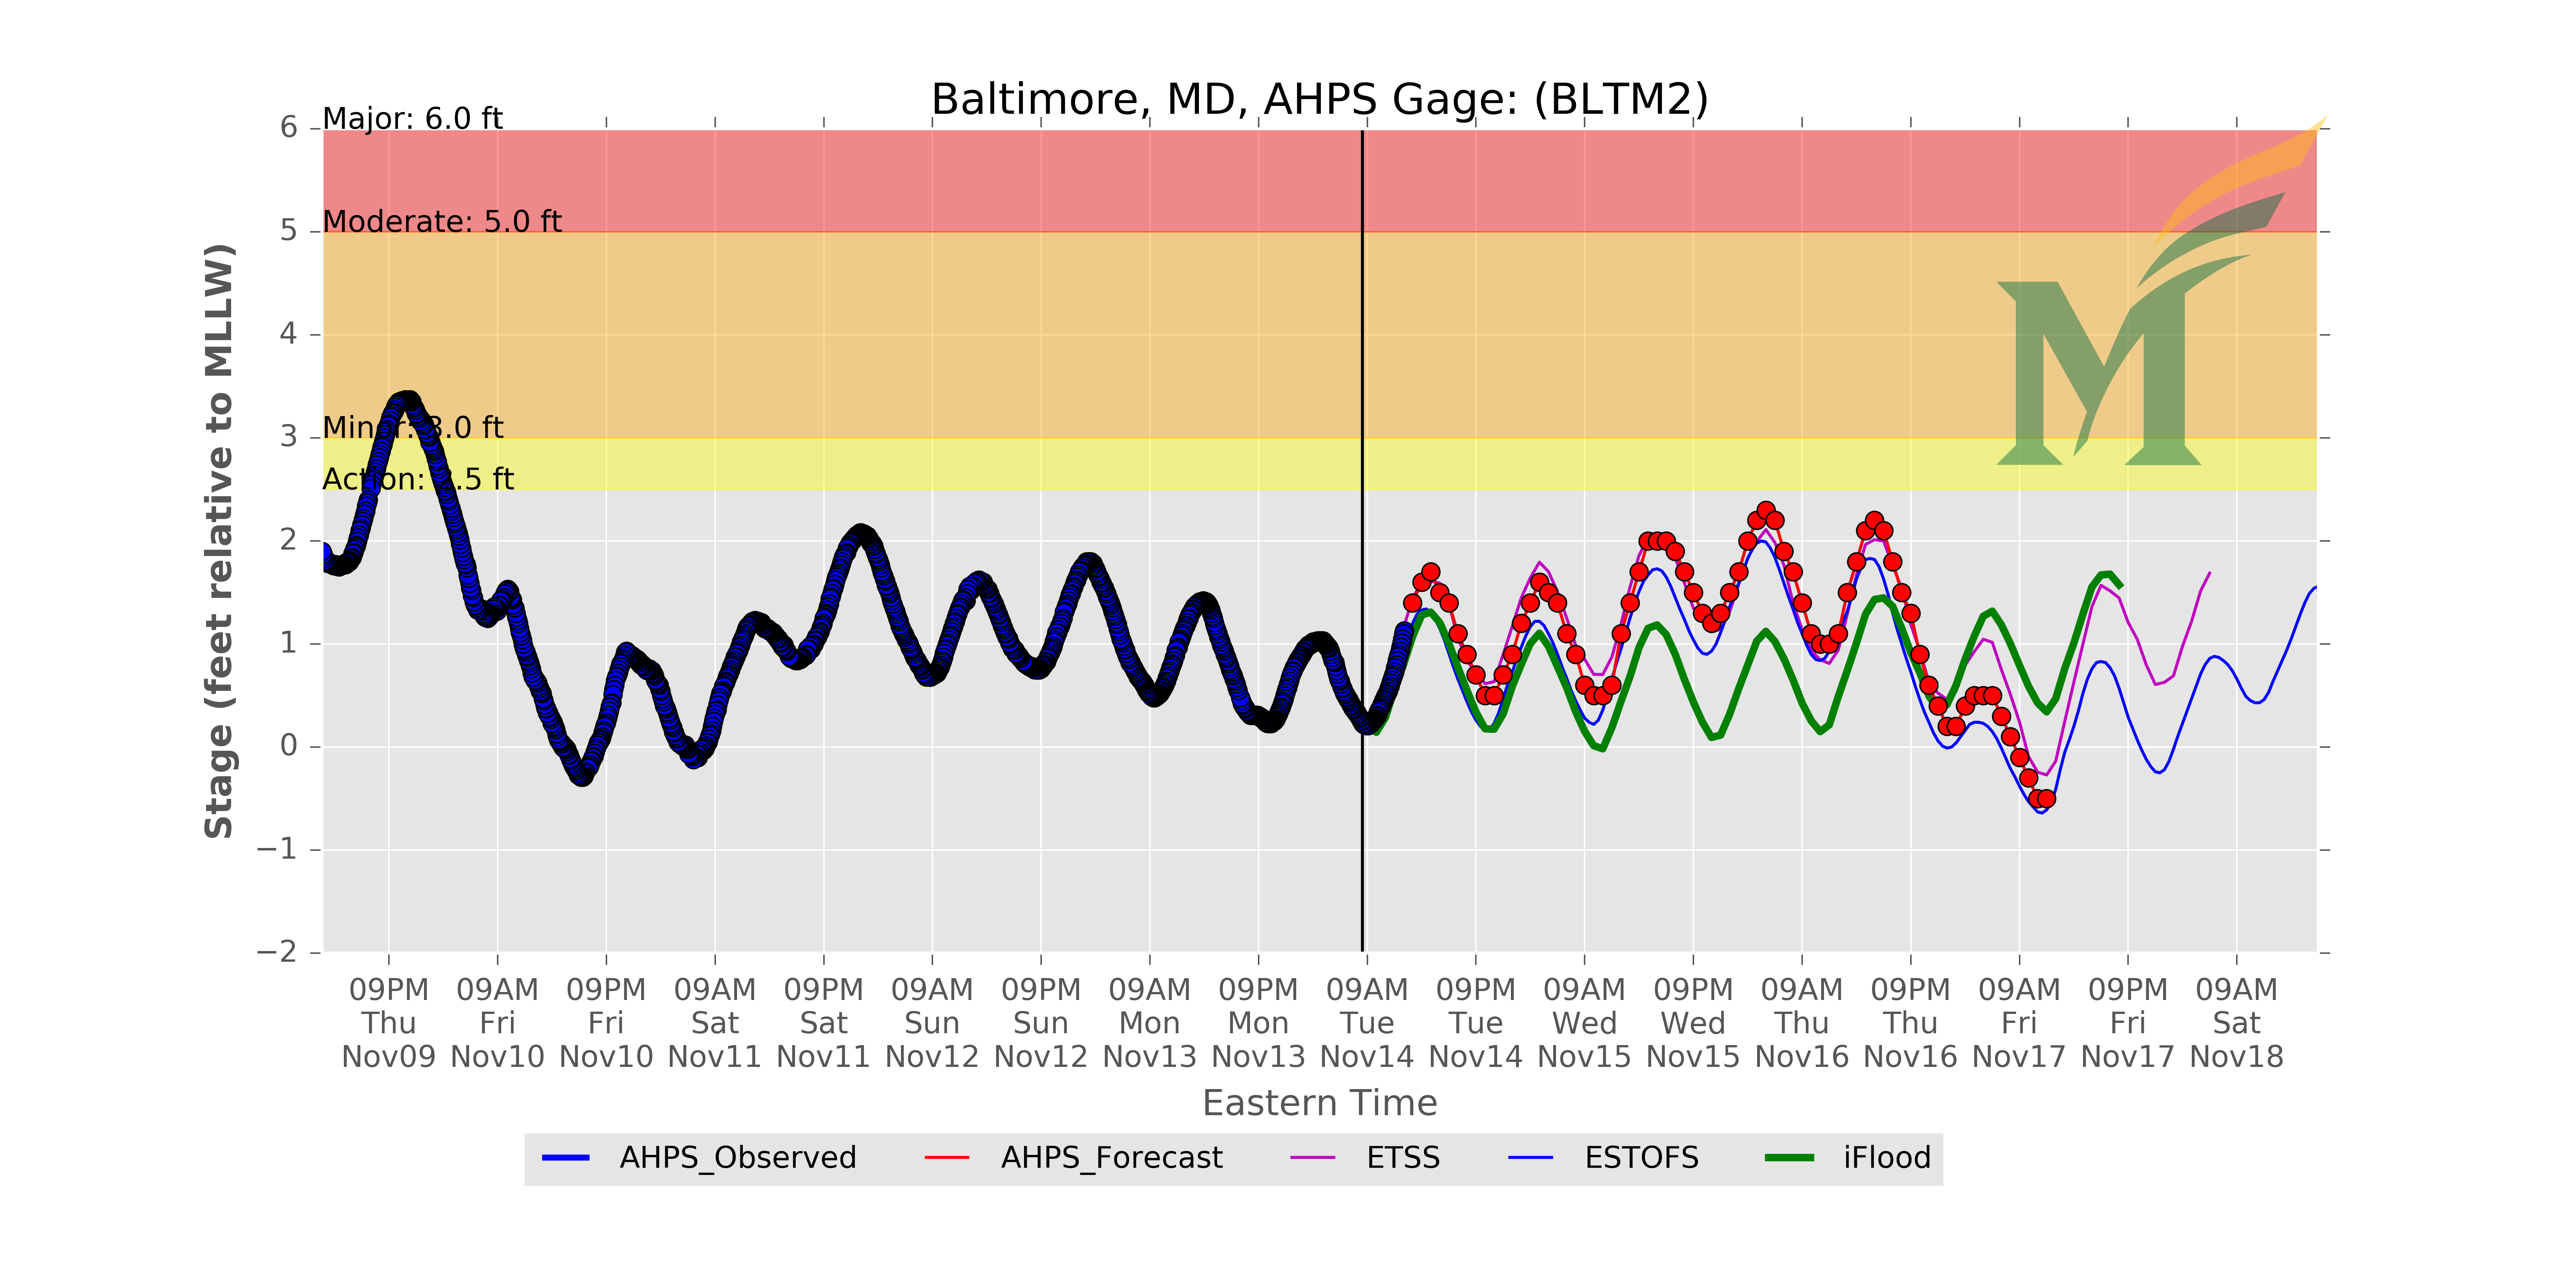 Baltimore, MD, AHPS Gage: (BLTM2)
Major: 6.0 ft
Moderate: 5.0 ft
Minor: 3.0 ft
Action: 2.5 ft
Stage (feet relative to MLLW)
6
5
4
3
2
1
0
−1
−2
09PM 09AM 09PM 09AM 09PM 09AM 09PM 09AM 09PM 09AM 09PM 09AM 09PM 09AM 09PM 09AM 09PM 09AM
Thu Fri Fri Sat Sat Sun Sun Mon Mon Tue Tue Wed Wed Thu Thu Fri Fri Sat
Nov09 Nov10 Nov10 Nov11 Nov11 Nov12 Nov12 Nov13 Nov13 Nov14 Nov14 Nov15 Nov15 Nov16 Nov16 Nov17 Nov17 Nov18
Eastern Time
AHPS_Observed AHPS_Forecast ETSS ESTOFS iFlood
M